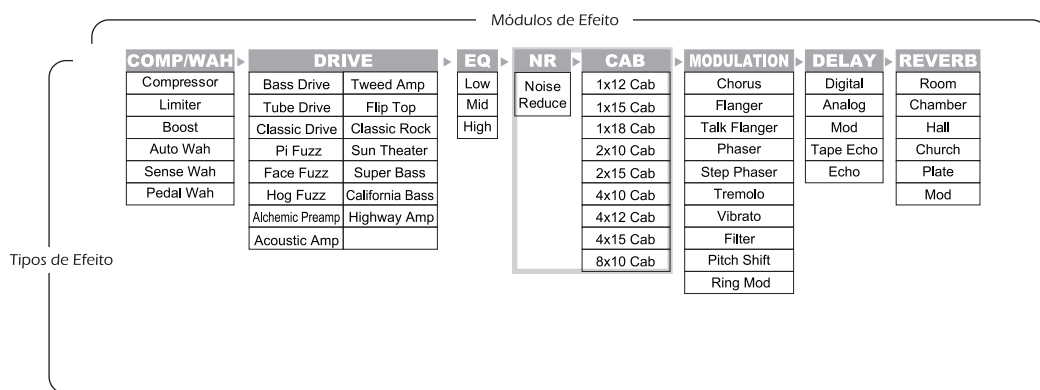 Módulos de Efeito
COMP/WAH DRIVE EQ NR CAB MODULATION DELAY REVERB
Compressor
Limiter
Boost
Auto Wah
Sense Wah
Pedal Wah
Bass Drive Tweed Amp
Tube Drive Flip Top
Classic Drive Classic Rock
Pi Fuzz Sun Theater
Face Fuzz Super Bass
Hog Fuzz California Bass
Alchemic Preamp Highway Amp
Acoustic Amp
Low
Mid
High
Noise
Reduce
1x12 Cab
1x15 Cab
1x18 Cab
2x10 Cab
2x15 Cab
4x10 Cab
4x12 Cab
4x15 Cab
8x10 Cab
Chorus
Flanger
Talk Flanger
Phaser
Step Phaser
Tremolo
Vibrato
Filter
Pitch Shift
Ring Mod
Digital
Analog
Mod
Tape Echo
Echo
Room
Chamber
Hall
Church
Plate
Mod
Tipos de Efeito